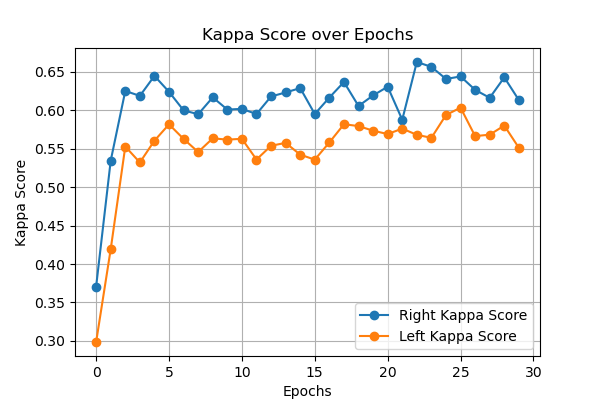 Kappa Score over Epochs
Kappa Score
0.65
0.60
0.55
0.50
0.45
0.40
0.35
0.30
Right Kappa Score
Left Kappa Score
0 5 10 15 20 25 30
Epochs